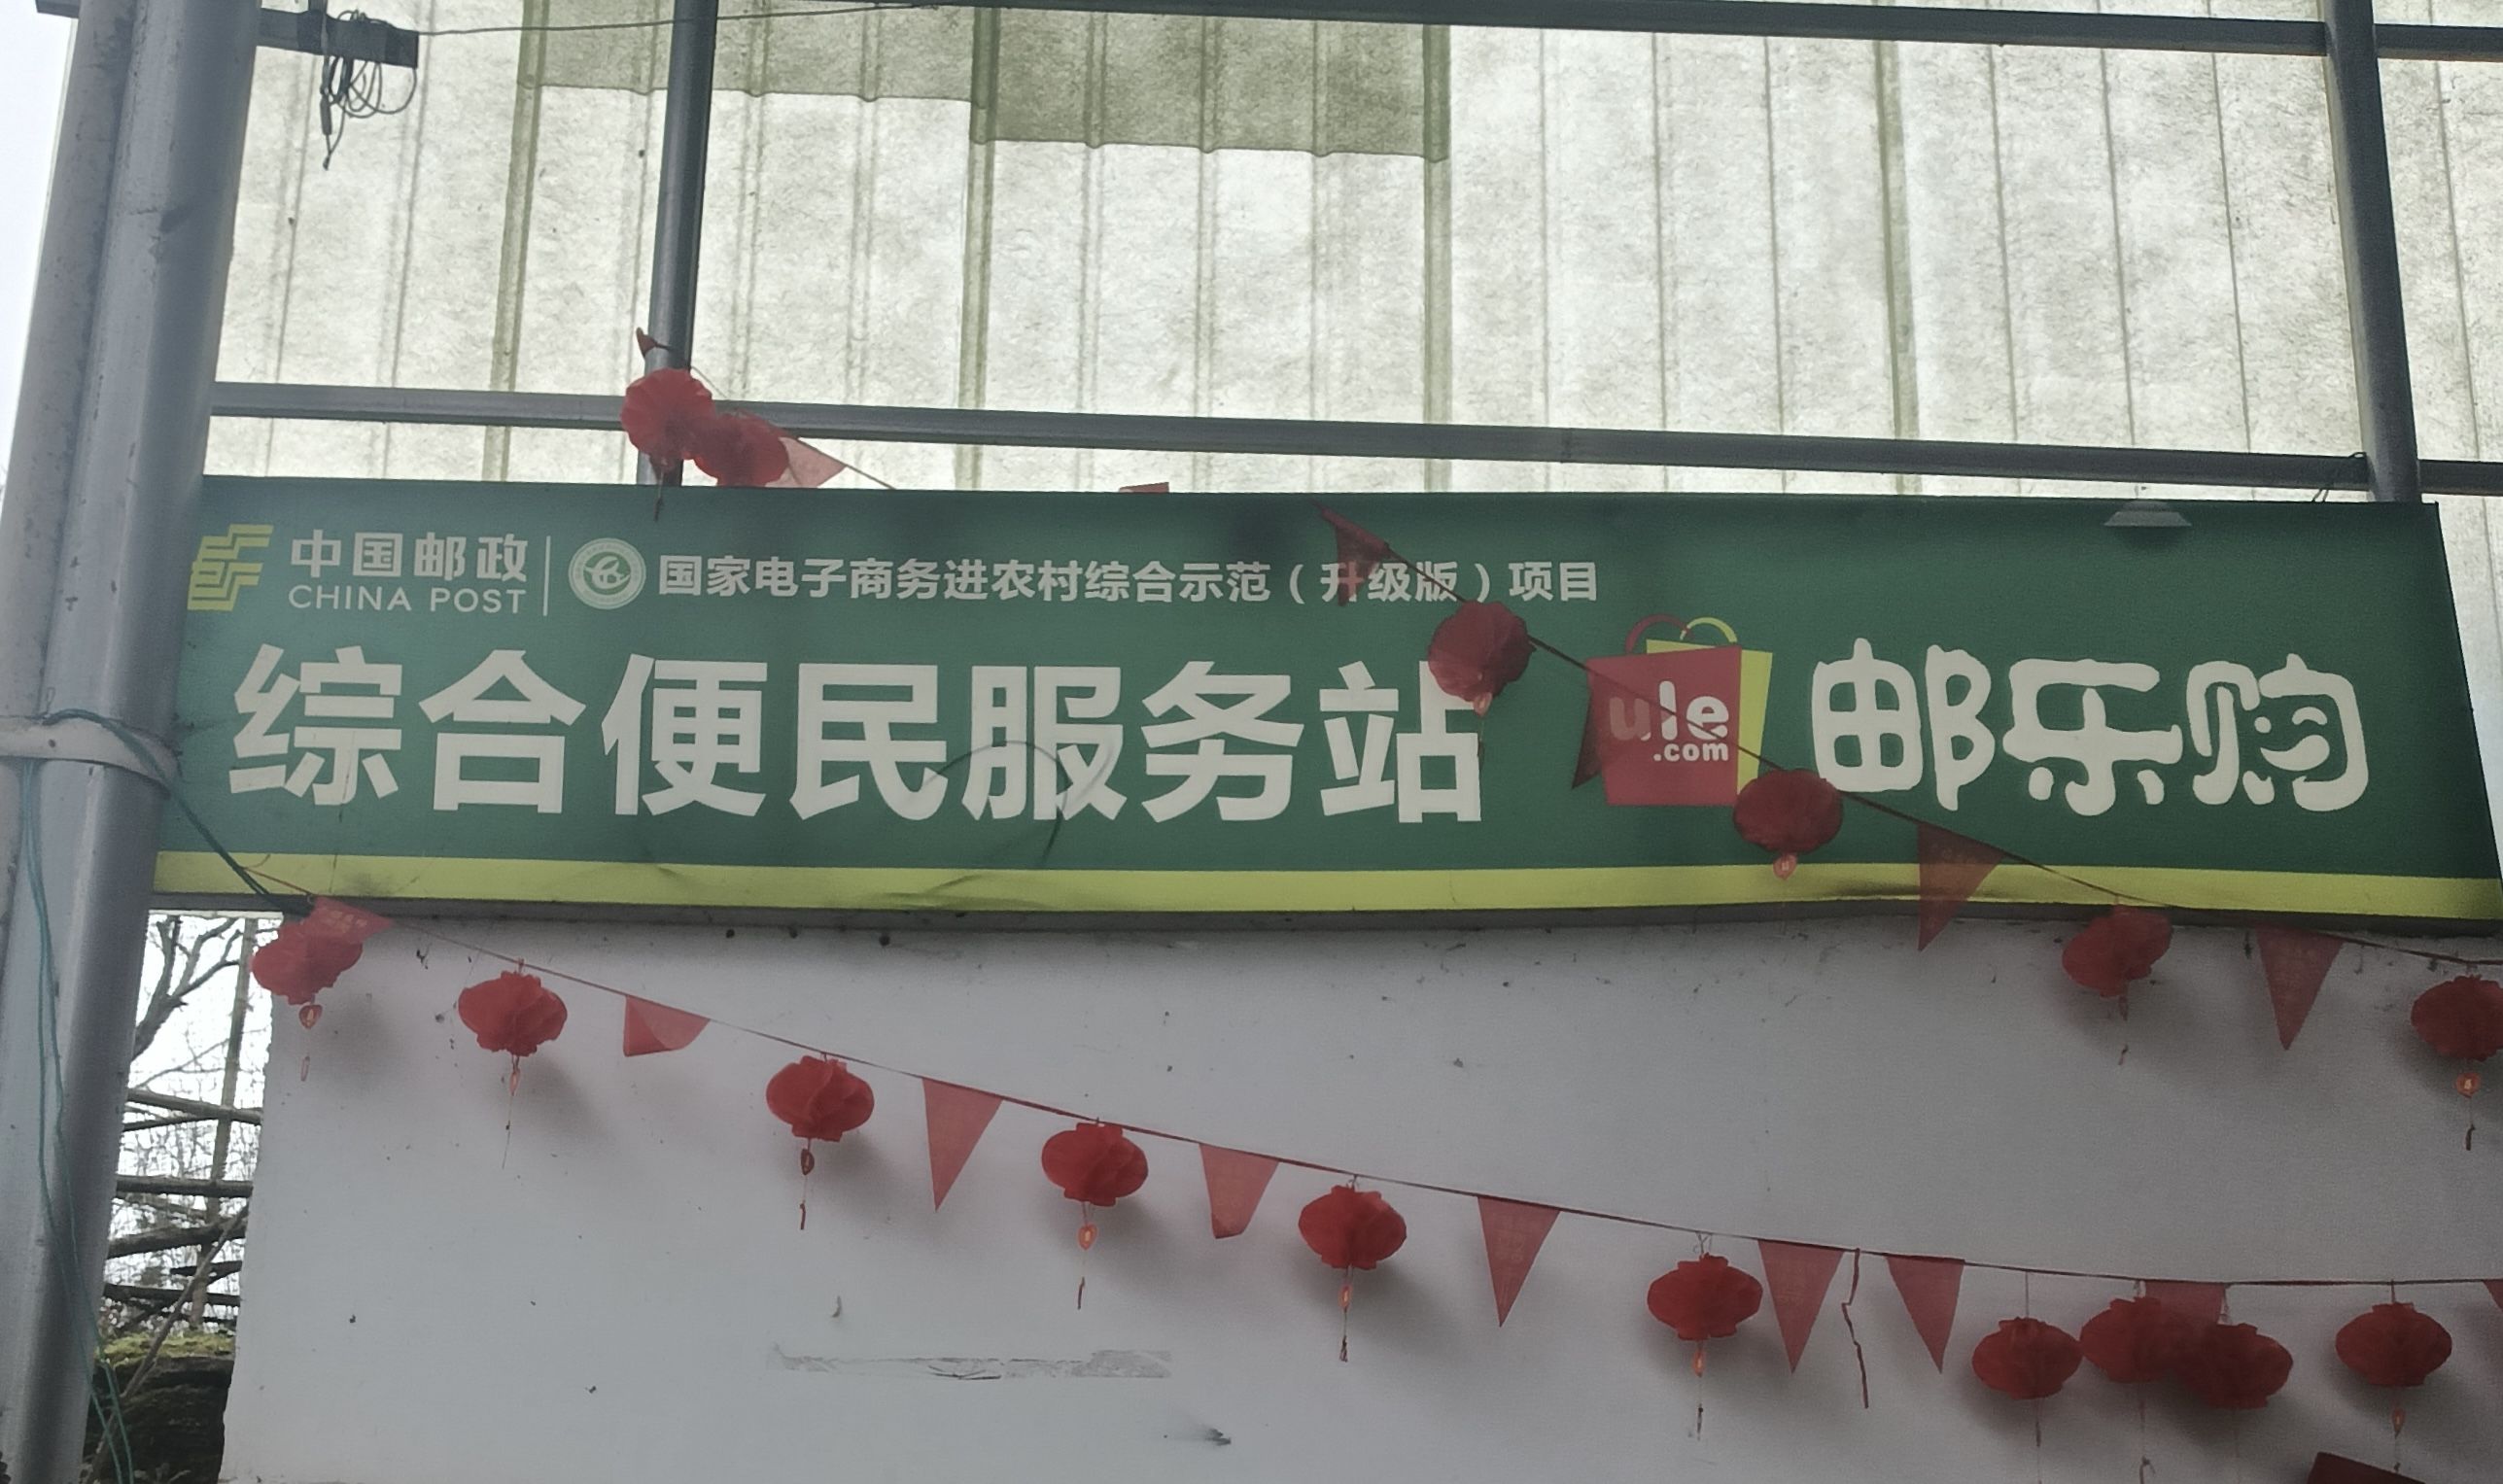 中国邮政
CHINA POST
国家电子商务进农村综合示范（升级版）项目
综合便民服务站
ule
.com
邮乐购